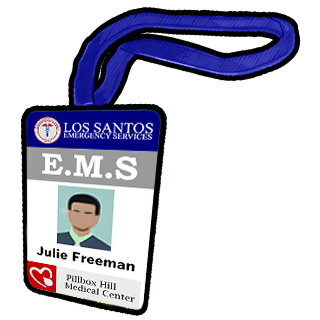 LOS SANTOS
EMERGENCY SERVICES
E.M.S
Julie Freeman
Pillbox Hill
Medical Center